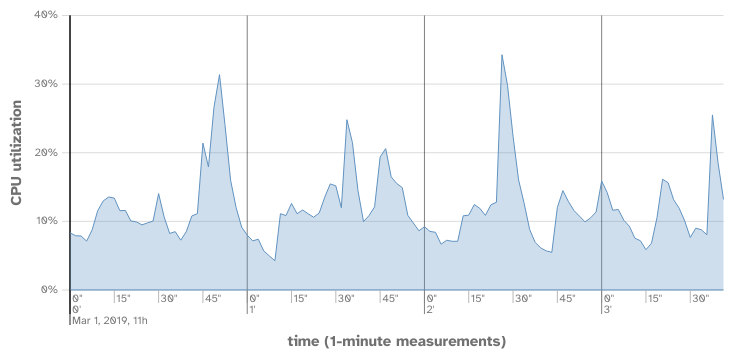 40%
30%
20%
10%
0%
CPU utilization
0" 15" 30" 45" 0" 15" 30" 45" 0" 15" 30" 45" 0" 15" 30"
0' 1' 2' 3'
Mar 1, 2019, 11h
time (1-minute measurements)